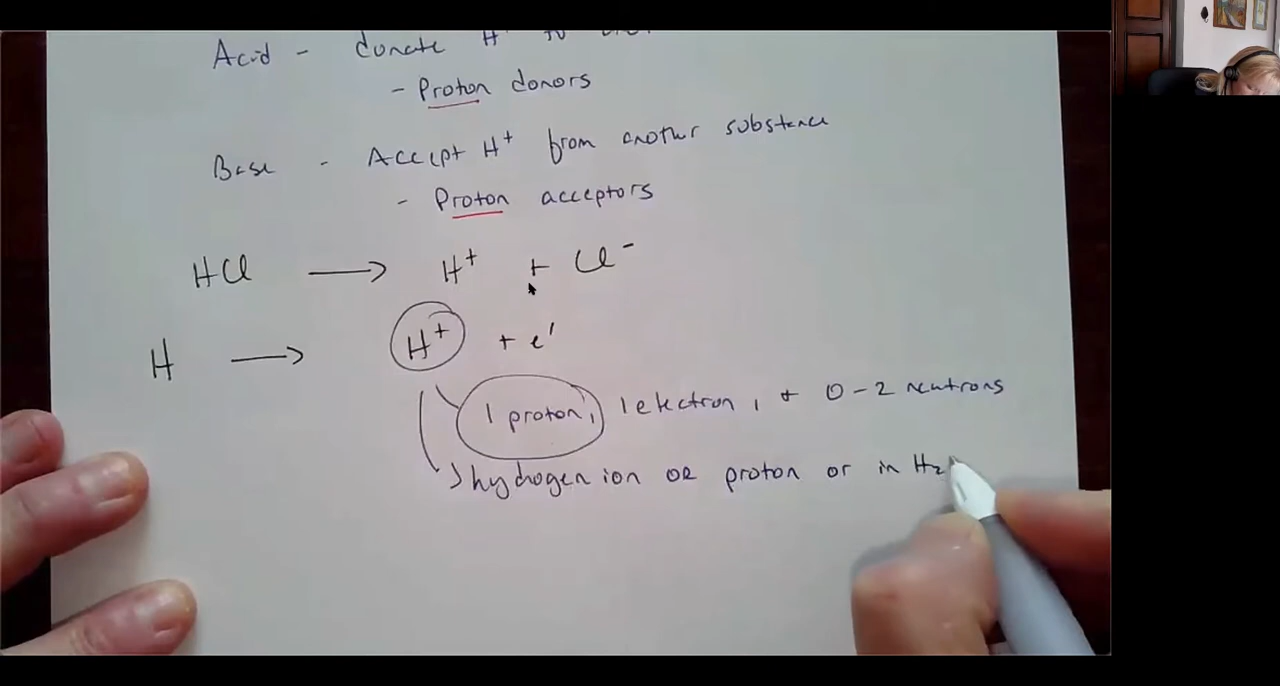 Acid - donate H⁺ to
- Proton donors
Base - Accept H⁺ from another substance
- Proton acceptors
HCl ⟶ H⁺ + Cl⁻
H ⟶ H⁺ + e'
1 proton, 1 electron, + 0-2 neutrons
hydrogen ion or proton or in H₂